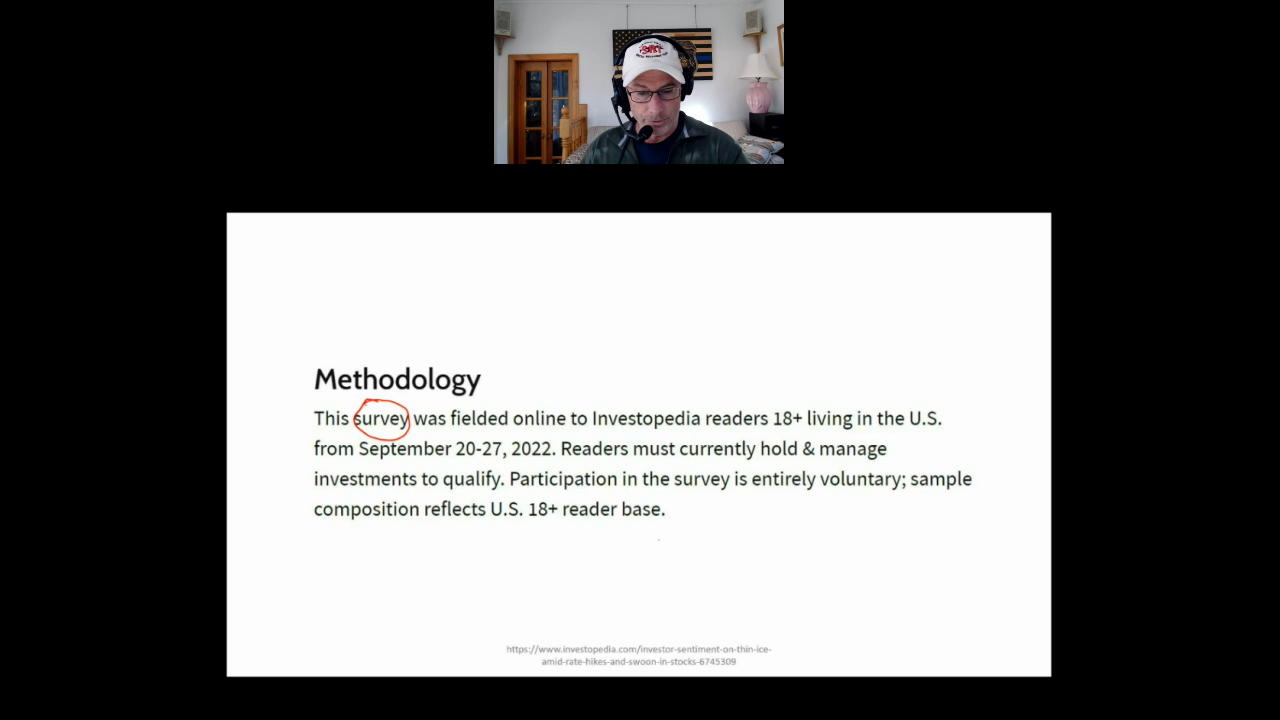 SRT
Methodology
This survey was fielded online to Investopedia readers 18+ living in the U.S.
from September 20-27, 2022. Readers must currently hold & manage
investments to qualify. Participation in the survey is entirely voluntary; sample
composition reflects U.S. 18+ reader base.
https://www.investopedia.com/investor-sentiment-on-thin-ice-
amid-rate-hikes-and-swoon-in-stocks-6745309